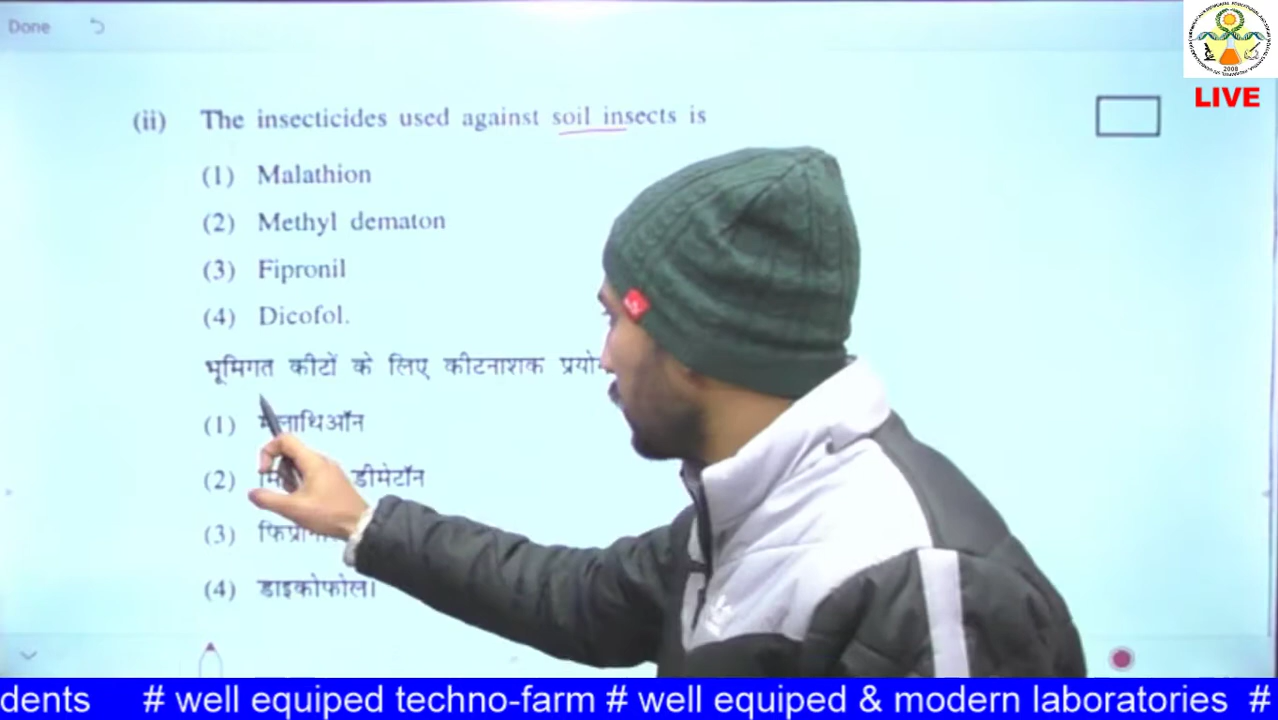 Done
LIVE
(ii) The insecticides used against soil insects is
(1) Malathion
(2) Methyl dematon
(3) Fipronil
(4) Dicofol.
भूमिगत कीटों के लिए कीटनाशक
(1) मैलाथिऑन
(2) डीमेटॉन
(3)
(4) डाइकोफोल।
dents # well equiped techno-farm # well equiped & modern laboratories #